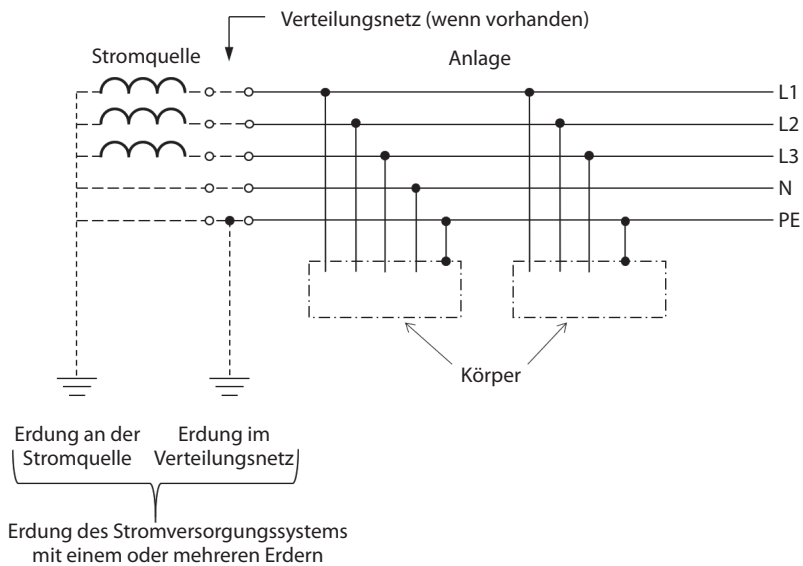 Verteilungsnetz (wenn vorhanden)
Stromquelle
Anlage
L1
L2
L3
N
PE
Körper
Erdung an der
Stromquelle
Erdung im
Verteilungsnetz
Erdung des Stromversorgungssystems
mit einem oder mehreren Erdern